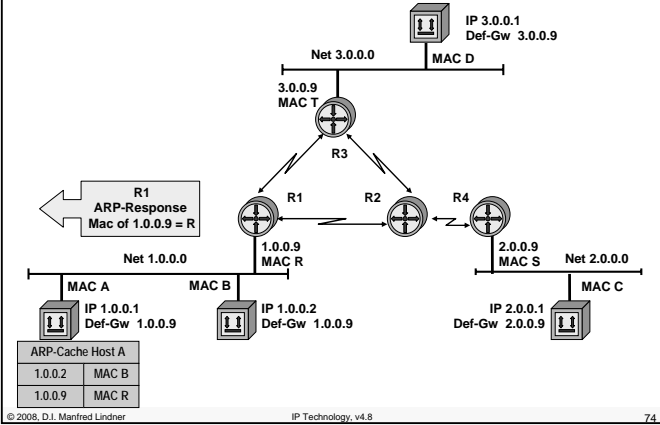 IP 3.0.0.1
Def-Gw 3.0.0.9
Net 3.0.0.0
MAC D
3.0.0.9
MAC T
R3
R1
ARP-Response
Mac of 1.0.0.9 = R
R1
R2
R4
1.0.0.9
MAC R
2.0.0.9
MAC S
Net 1.0.0.0
Net 2.0.0.0
MAC A
MAC B
MAC C
IP 1.0.0.1
Def-Gw 1.0.0.9
IP 1.0.0.2
Def-Gw 1.0.0.9
IP 2.0.0.1
Def-Gw 2.0.0.9
ARP-Cache Host A
1.0.0.2 MAC B
1.0.0.9 MAC R
© 2008, D.I. Manfred Lindner IP Technology, v4.8 74